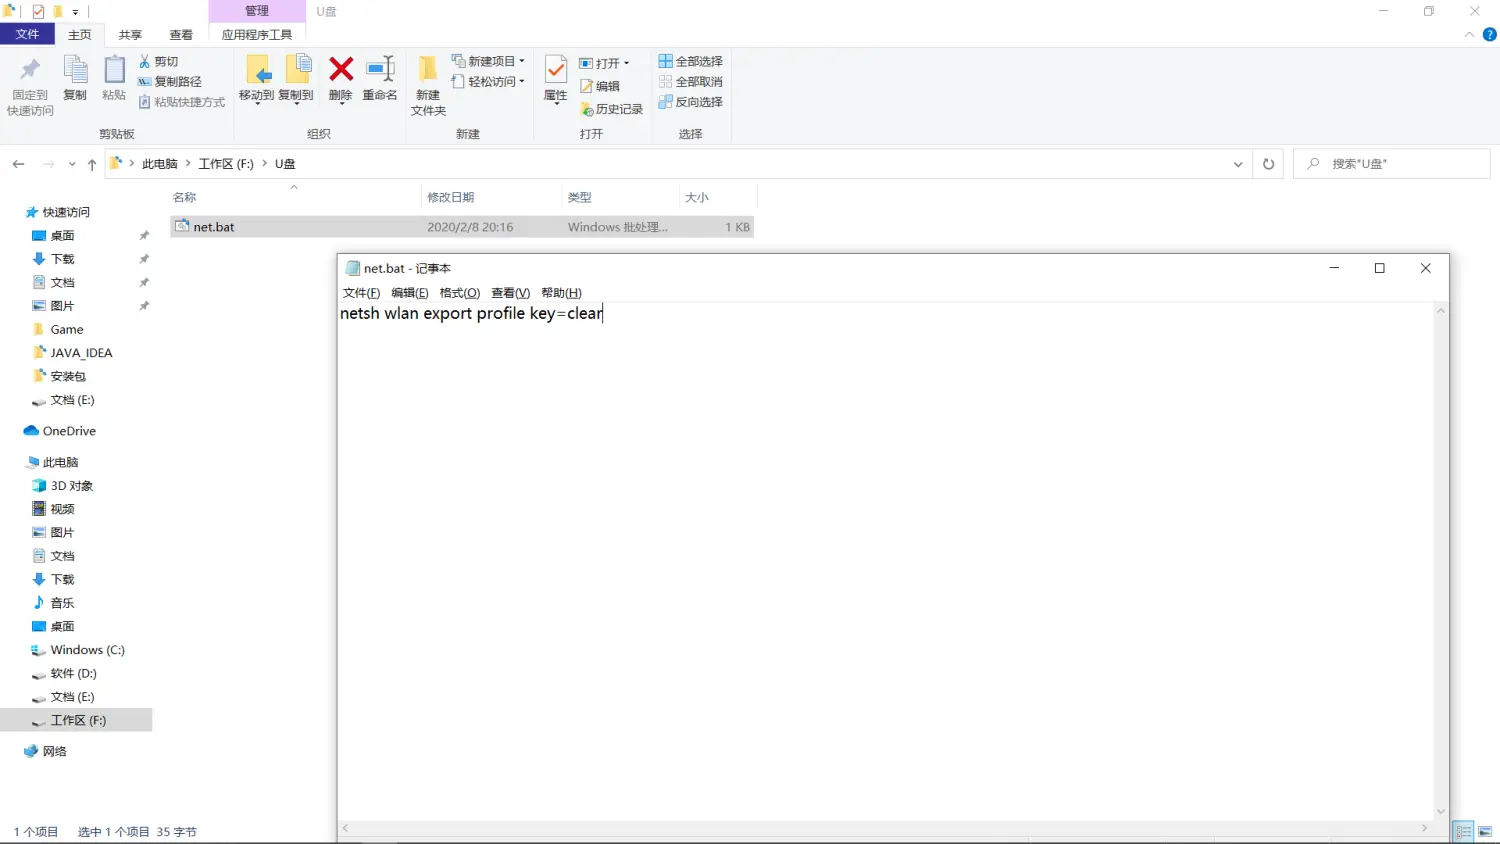 管理
U盘
文件
主页
共享
查看
应用程序工具
固定到
快速访问
复制
粘贴
剪切
复制路径
粘贴快捷方式
剪贴板
移动到
复制到
删除
重命名
组织
新建
文件夹
新建项目
轻松访问
新建
属性
打开
编辑
历史记录
打开
全部选择
全部取消
反向选择
选择
此电脑 > 工作区 (F:) > U盘
搜索"U盘"
名称
修改日期
类型
大小
net.bat
2020/2/8 20:16
Windows 批处理...
1 KB
快速访问
桌面
下载
文档
图片
Game
JAVA_IDEA
安装包
文档 (E:)
OneDrive
此电脑
3D 对象
视频
图片
文档
下载
音乐
桌面
Windows (C:)
软件 (D:)
文档 (E:)
工作区 (F:)
网络
net.bat - 记事本
文件(F) 编辑(E) 格式(O) 查看(V) 帮助(H)
netsh wlan export profile key=clear
1 个项目
选中 1 个项目 35 字节